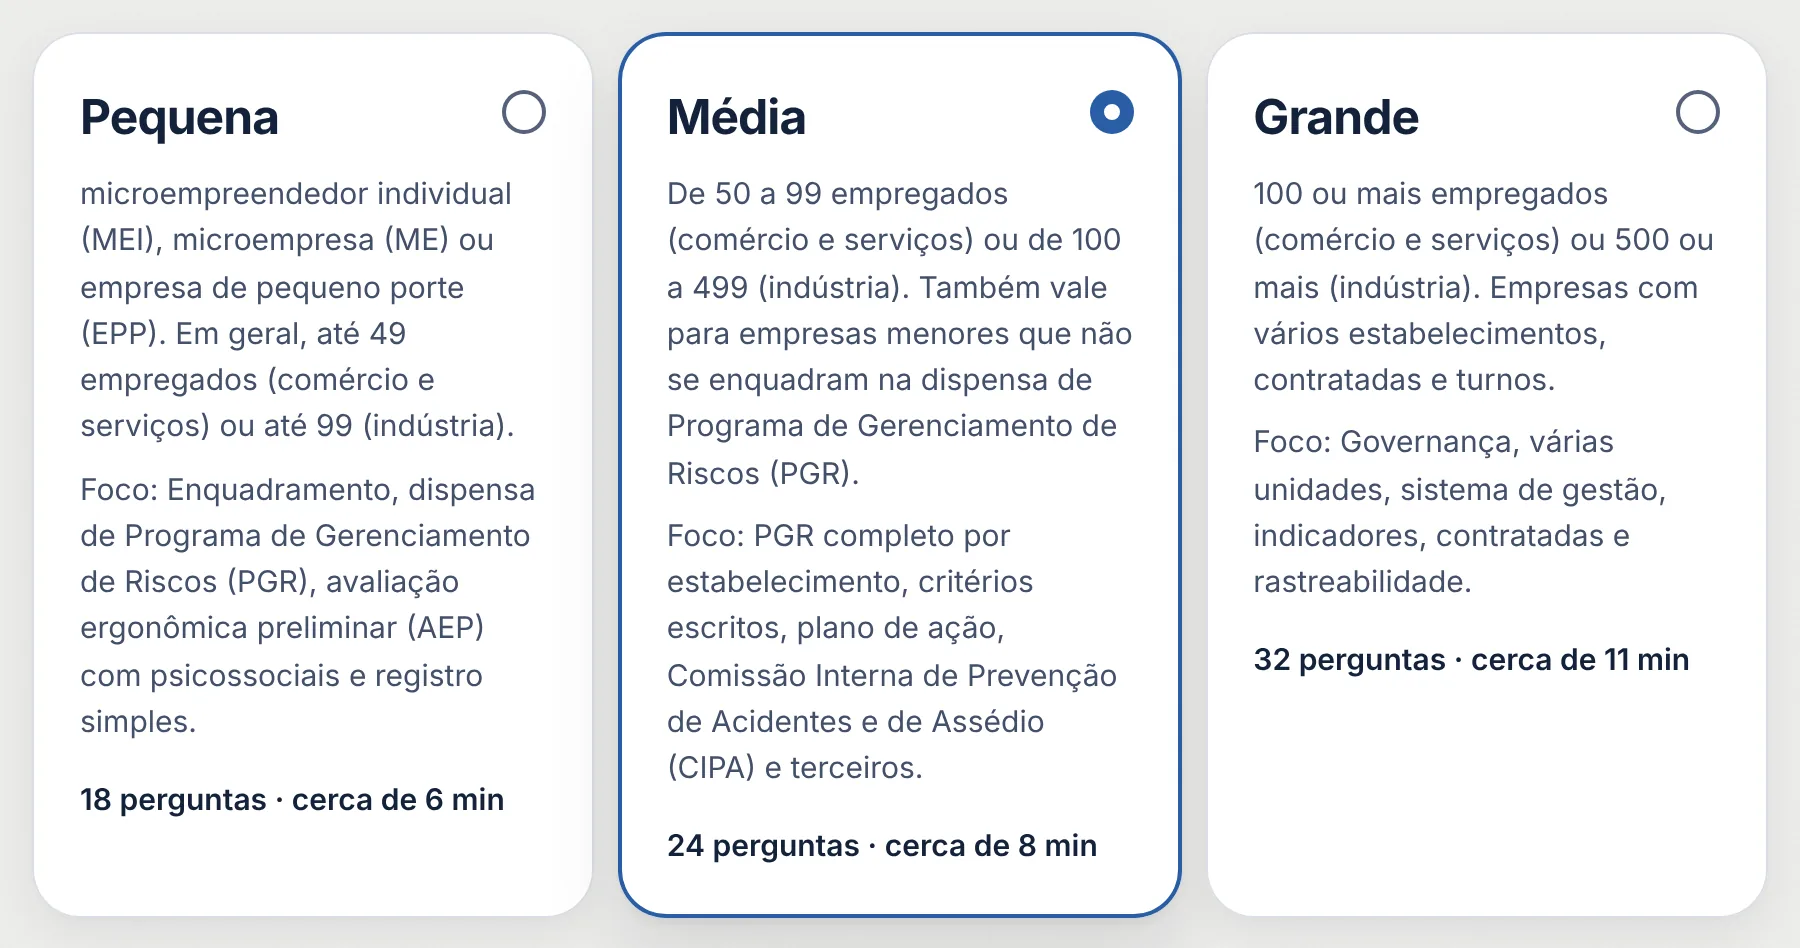 Pequena
microempreendedor individual
(MEI), microempresa (ME) ou
empresa de pequeno porte
(EPP). Em geral, até 49
empregados (comércio e
serviços) ou até 99 (indústria).
Foco: Enquadramento, dispensa
de Programa de Gerenciamento
de Riscos (PGR), avaliação
ergonômica preliminar (AEP)
com psicossociais e registro
simples.
18 perguntas · cerca de 6 min
Média
De 50 a 99 empregados
(comércio e serviços) ou de 100
a 499 (indústria). Também vale
para empresas menores que não
se enquadram na dispensa de
Programa de Gerenciamento de
Riscos (PGR).
Foco: PGR completo por
estabelecimento, critérios
escritos, plano de ação,
Comissão Interna de Prevenção
de Acidentes e de Assédio
(CIPA) e terceiros.
24 perguntas · cerca de 8 min
Grande
100 ou mais empregados
(comércio e serviços) ou 500 ou
mais (indústria). Empresas com
vários estabelecimentos,
contratadas e turnos.
Foco: Governança, várias
unidades, sistema de gestão,
indicadores, contratadas e
rastreabilidade.
32 perguntas · cerca de 11 min